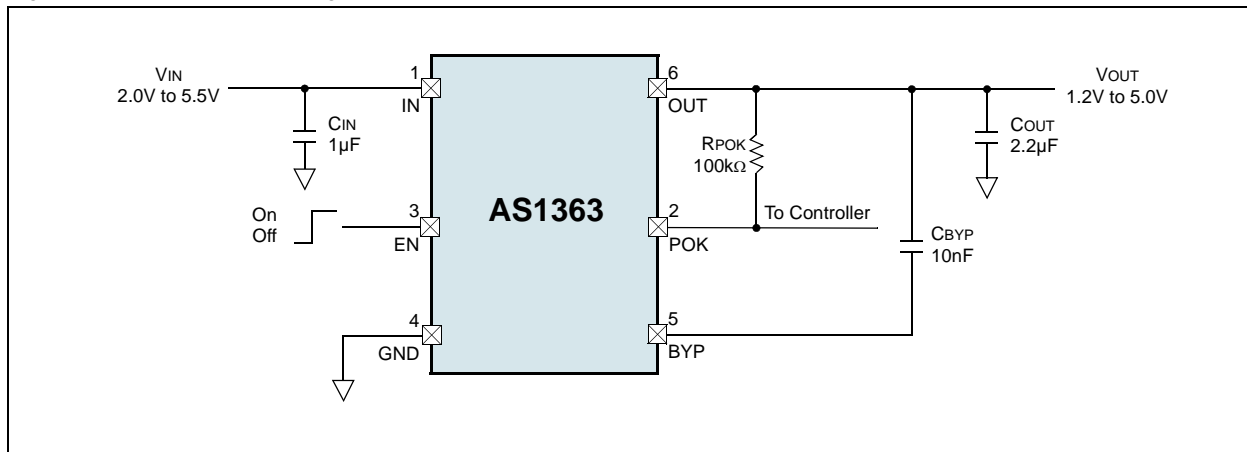 VIN
2.0V to 5.5V
1
IN
CIN
1µF
On
Off
3
EN
4
GND
AS1363
6
OUT
RPOK
100kΩ
2
POK
To Controller
5
BYP
CBYP
10nF
COUT
2.2µF
VOUT
1.2V to 5.0V